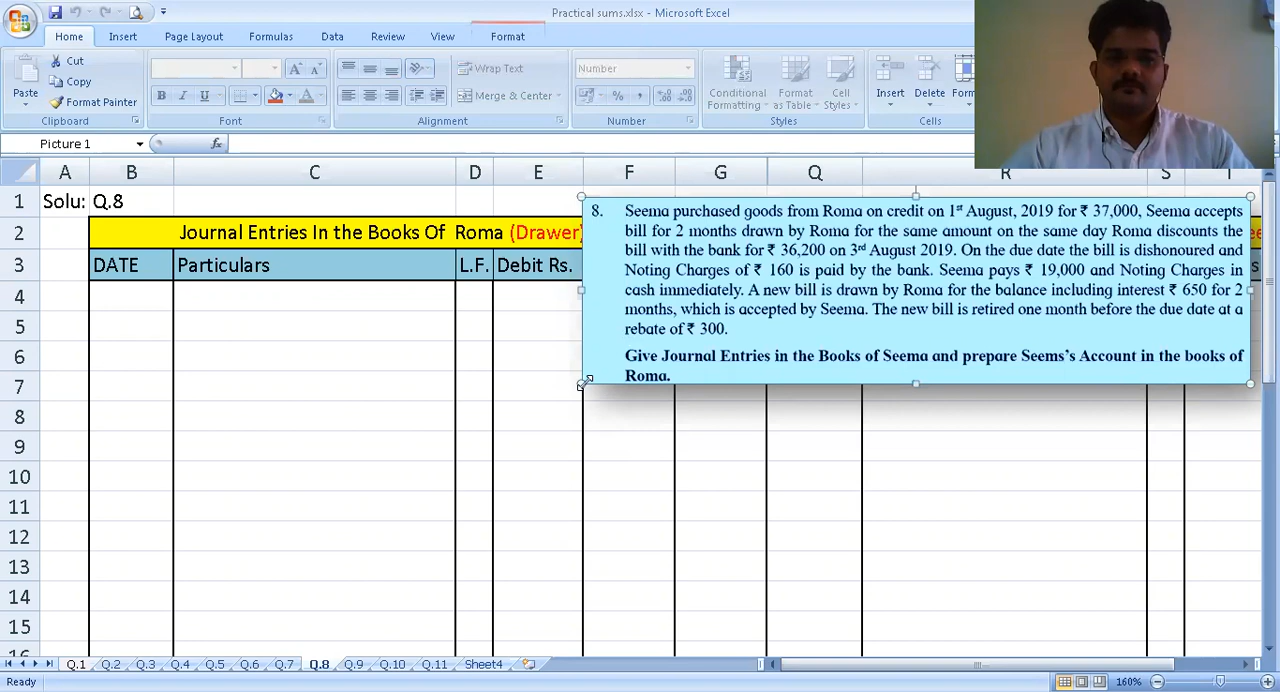 Practical sums.xlsx - Microsoft Excel
Home Insert Page Layout Formulas Data Review View Format
Paste
Cut
Copy
Format Painter
Clipboard
B I U
Font
Wrap Text
Merge & Center
Alignment
Number
%
Number
Conditional Formatting
Format as Table
Cell Styles
Styles
Insert Delete Form
Cells
Picture 1
fx
A B C D E F G Q R S T
1 Solu: Q.8
2 Journal Entries In the Books Of Roma (Drawer)
3 DATE Particulars L.F. Debit Rs.
4
5
6
7
8
9
10
11
12
13
14
15
16
8. Seema purchased goods from Roma on credit on 1st August, 2019 for ₹ 37,000, Seema accepts
bill for 2 months drawn by Roma for the same amount on the same day Roma discounts the
bill with the bank for ₹ 36,200 on 3rd August 2019. On the due date the bill is dishonoured and
Noting Charges of ₹ 160 is paid by the bank. Seema pays ₹ 19,000 and Noting Charges in
cash immediately. A new bill is drawn by Roma for the balance including interest ₹ 650 for 2
months, which is accepted by Seema. The new bill is retired one month before the due date at a
rebate of ₹ 300.
Give Journal Entries in the Books of Seema and prepare Seems's Account in the books of
Roma.
Q.1 Q.2 Q.3 Q.4 Q.5 Q.6 Q.7 Q.8 Q.9 Q.10 Q.11 Sheet4
Ready
160%